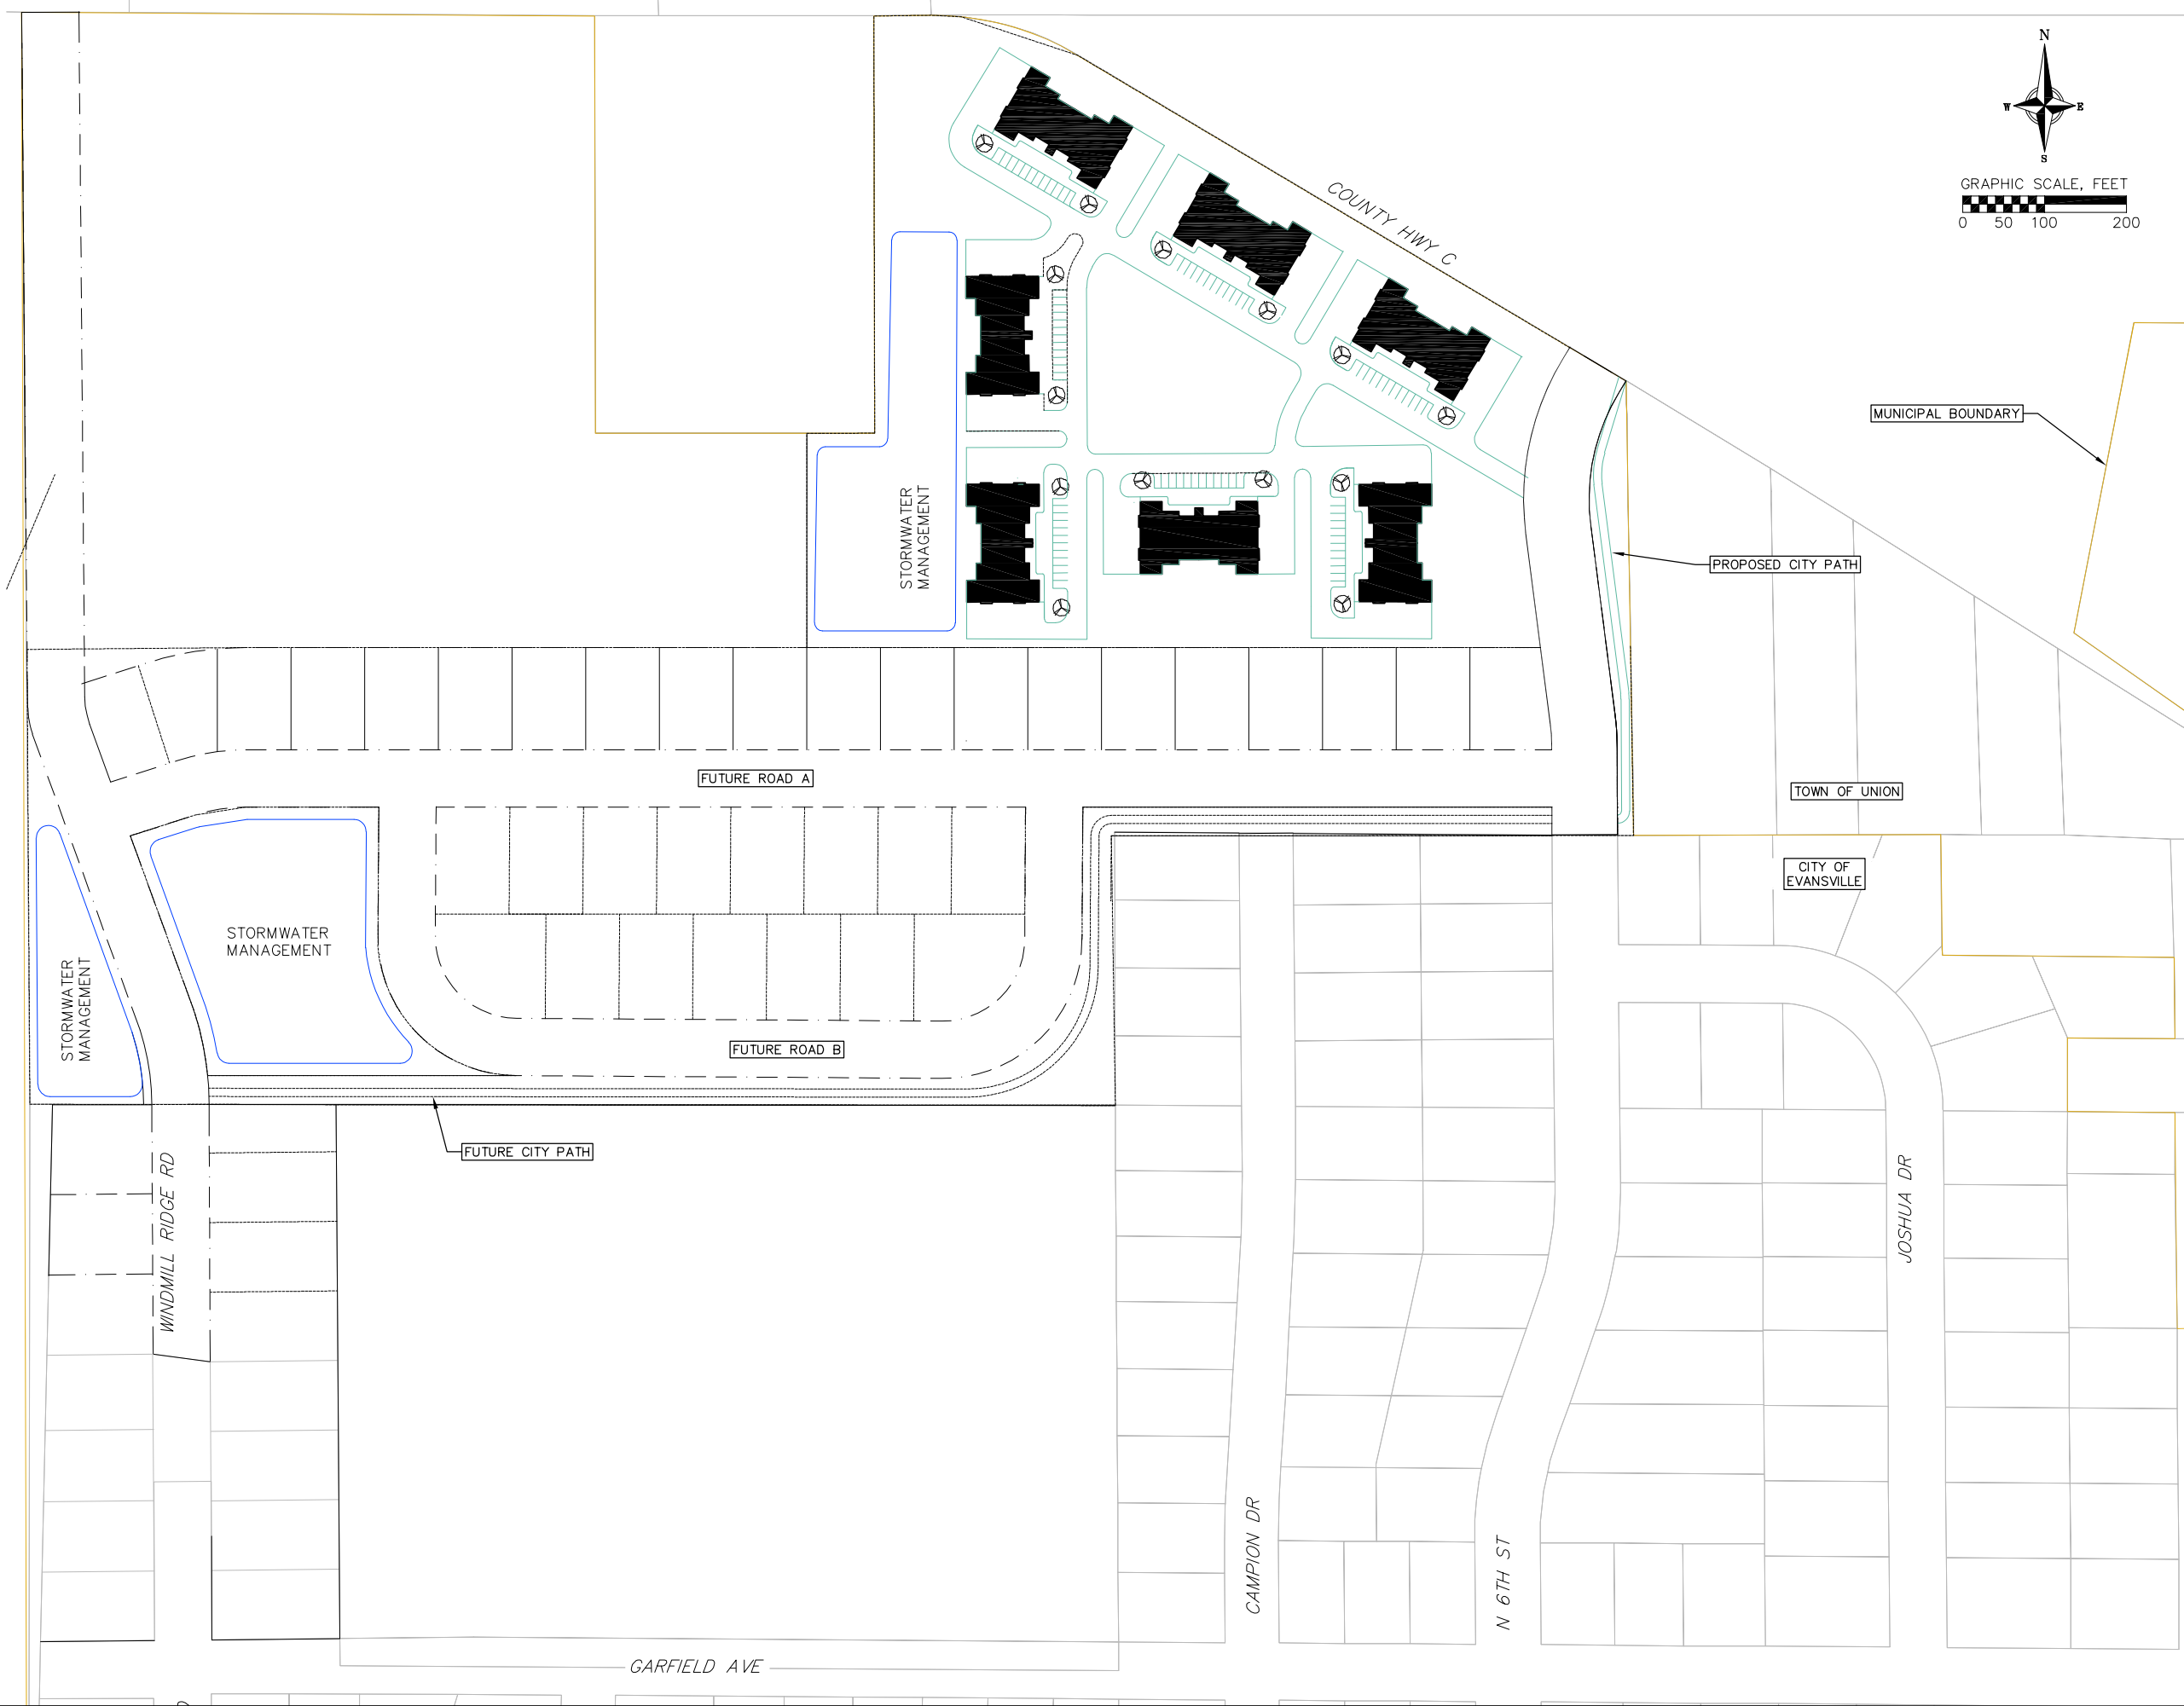 N
W E
S
GRAPHIC SCALE, FEET
0 50 100 200
COUNTY HWY C
MUNICIPAL BOUNDARY
STORMWATER
MANAGEMENT
PROPOSED CITY PATH
FUTURE ROAD A
TOWN OF UNION
CITY OF
EVANSVILLE
STORMWATER
MANAGEMENT
STORMWATER
MANAGEMENT
FUTURE ROAD B
FUTURE CITY PATH
WINDMILL RIDGE RD
JOSHUA DR
CAMPION DR
N 6TH ST
GARFIELD AVE